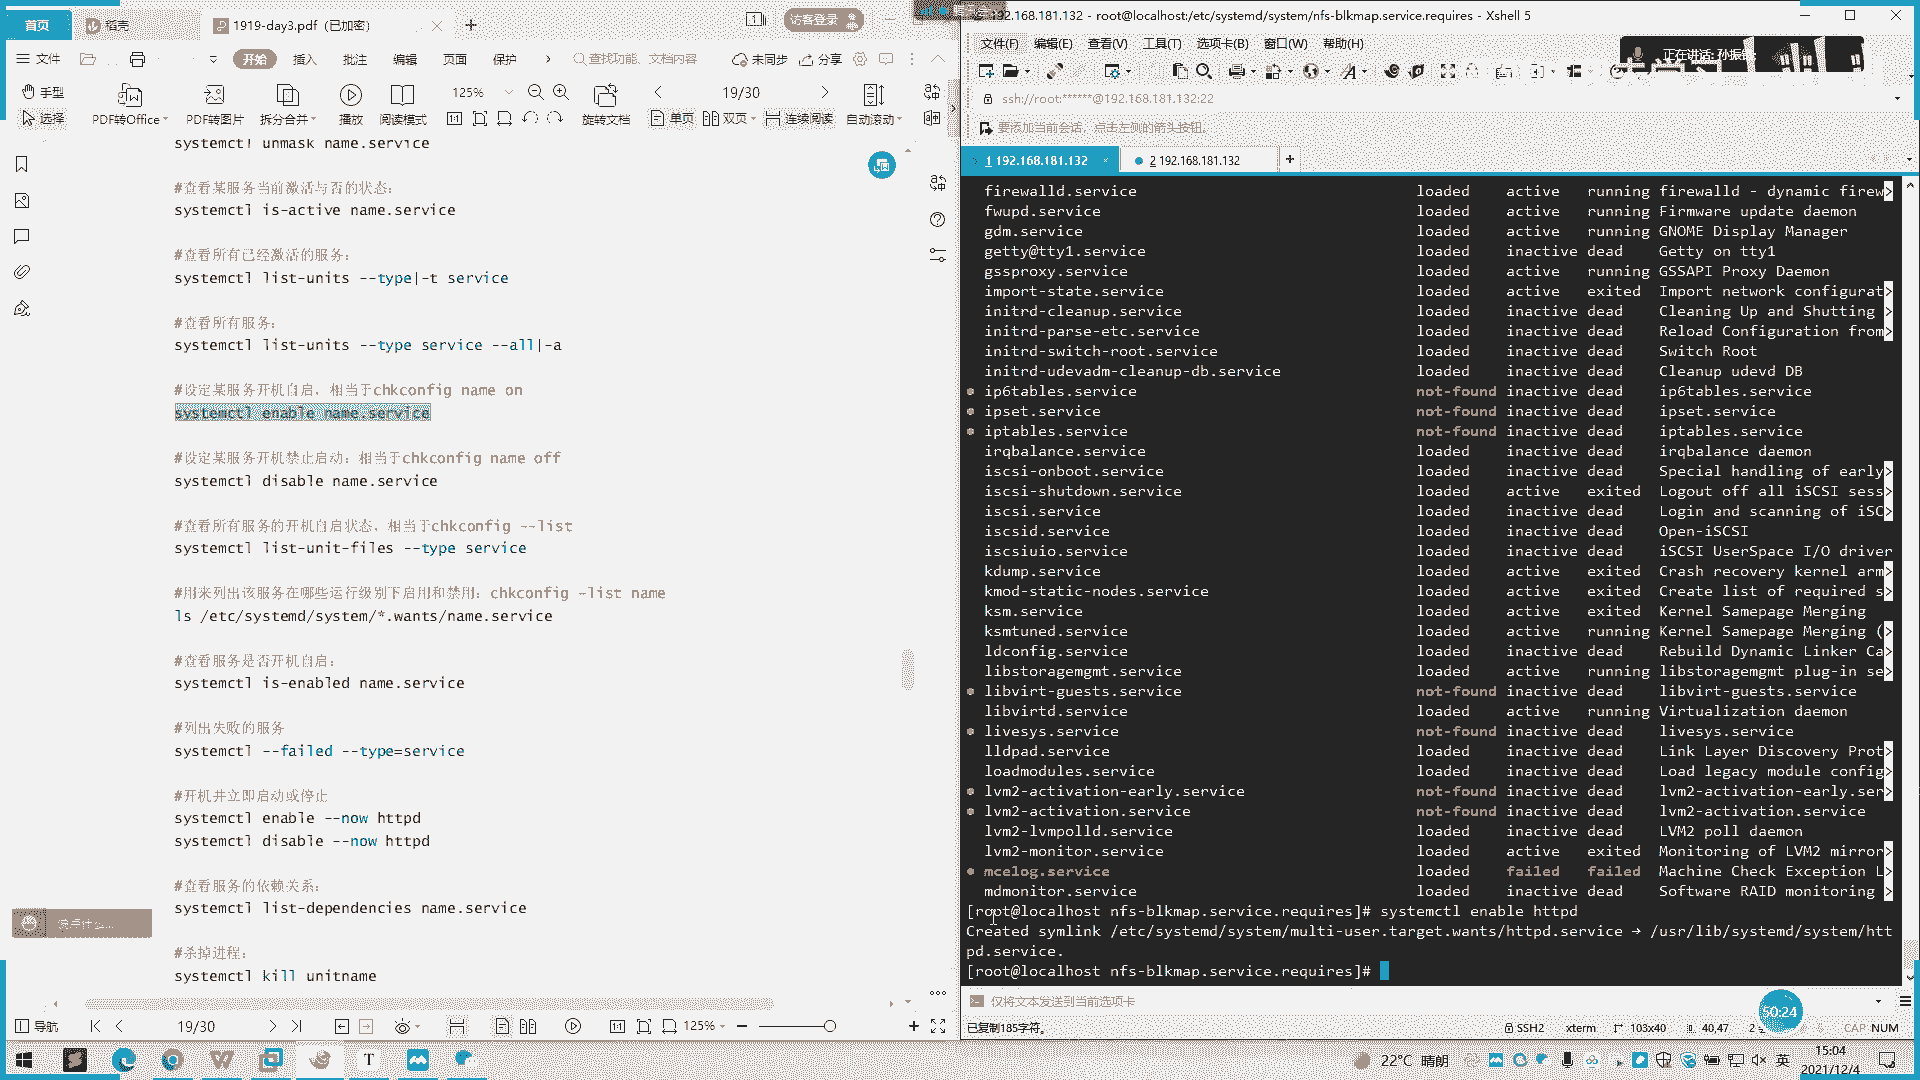 首页
稻壳
1919-day3.pdf (已加密)
访客登录
文件
开始
插入
批注
编辑
页面
保护
查找功能、文档内容
未同步
分享
手型
选择
PDF转Office
PDF转图片
拆分合并
播放
阅读模式
125%
旋转文档
19/30
单页
双页
连续阅读
自动滚动
systemctl unmask name.service
#查看某服务当前激活与否的状态:
systemctl is-active name.service
#查看所有已经激活的服务:
systemctl list-units --type|-t service
#查看所有服务:
systemctl list-units --type service --all|-a
#设定某服务开机自启，相当于chkconfig name on
systemctl enable name.service
#设定某服务开机禁止启动：相当于chkconfig name off
systemctl disable name.service
#查看所有服务的开机自启状态，相当于chkconfig --list
systemctl list-unit-files --type service
#用来列出该服务在哪些运行级别下启用和禁用：chkconfig -list name
ls /etc/systemd/system/*.wants/name.service
#查看服务是否开机自启：
systemctl is-enabled name.service
#列出失败的服务
systemctl --failed --type=service
#开机并立即启动或停止
systemctl enable --now httpd
systemctl disable --now httpd
#查看服务的依赖关系：
systemctl list-dependencies name.service
#杀掉进程：
systemctl kill unitname
导航
19/30
125%
192.168.181.132 - root@localhost:/etc/systemd/system/nfs-blkmap.service.requires - Xshell 5
文件(F) 编辑(E) 查看(V) 工具(T) 选项卡(B) 窗口(W) 帮助(H)
正在讲话: 孙振
ssh://root:******@192.168.181.132:22
要添加当前会话，点击左侧的箭头按钮。
1 192.168.181.132
2 192.168.181.132
firewalld.service loaded active running firewalld - dynamic firew>
fwupd.service loaded active running Firmware update daemon
gdm.service loaded active running GNOME Display Manager
getty@tty1.service loaded inactive dead Getty on tty1
gssproxy.service loaded active running GSSAPI Proxy Daemon
import-state.service loaded active exited Import network configurat>
initrd-cleanup.service loaded inactive dead Cleaning Up and Shutting >
initrd-parse-etc.service loaded inactive dead Reload Configuration from>
initrd-switch-root.service loaded inactive dead Switch Root
initrd-udevadm-cleanup-db.service loaded inactive dead Cleanup udevd DB
● ip6tables.service not-found inactive dead ip6tables.service
● ipset.service not-found inactive dead ipset.service
● iptables.service not-found inactive dead iptables.service
irqbalance.service loaded inactive dead irqbalance daemon
iscsi-onboot.service loaded inactive dead Special handling of early>
iscsi-shutdown.service loaded active exited Logout off all iSCSI sess>
iscsi.service loaded inactive dead Login and scanning of iSC>
iscsid.service loaded inactive dead Open-iSCSI
iscsiuio.service loaded inactive dead iSCSI UserSpace I/O driver
kdump.service loaded active exited Crash recovery kernel arm>
kmod-static-nodes.service loaded active exited Create list of required s>
ksm.service loaded active exited Kernel Samepage Merging
ksmtuned.service loaded active running Kernel Samepage Merging (>
ldconfig.service loaded inactive dead Rebuild Dynamic Linker Ca>
libstoragemgmt.service loaded active running libstoragemgmt plug-in se>
● libvirt-guests.service not-found inactive dead libvirt-guests.service
libvirtd.service loaded active running Virtualization daemon
● livesys.service not-found inactive dead livesys.service
lldpad.service loaded inactive dead Link Layer Discovery Prot>
loadmodules.service loaded inactive dead Load legacy module config>
● lvm2-activation-early.service not-found inactive dead lvm2-activation-early.ser>
● lvm2-activation.service not-found inactive dead lvm2-activation.service
lvm2-lvmpolld.service loaded inactive dead LVM2 poll daemon
lvm2-monitor.service loaded active exited Monitoring of LVM2 mirror>
● mcelog.service loaded failed failed Machine Check Exception L>
mdmonitor.service loaded inactive dead Software RAID monitoring >
[root@localhost nfs-blkmap.service.requires]# systemctl enable httpd
Created symlink /etc/systemd/system/multi-user.target.wants/httpd.service → /usr/lib/systemd/system/htt
pd.service.
[root@localhost nfs-blkmap.service.requires]#
仅将文本发送到当前选项卡
已复制185字符。
SSH2
xterm
103x40
40,47
50:24
CAP NUM
22°C 晴朗
英
15:04
2021/12/4